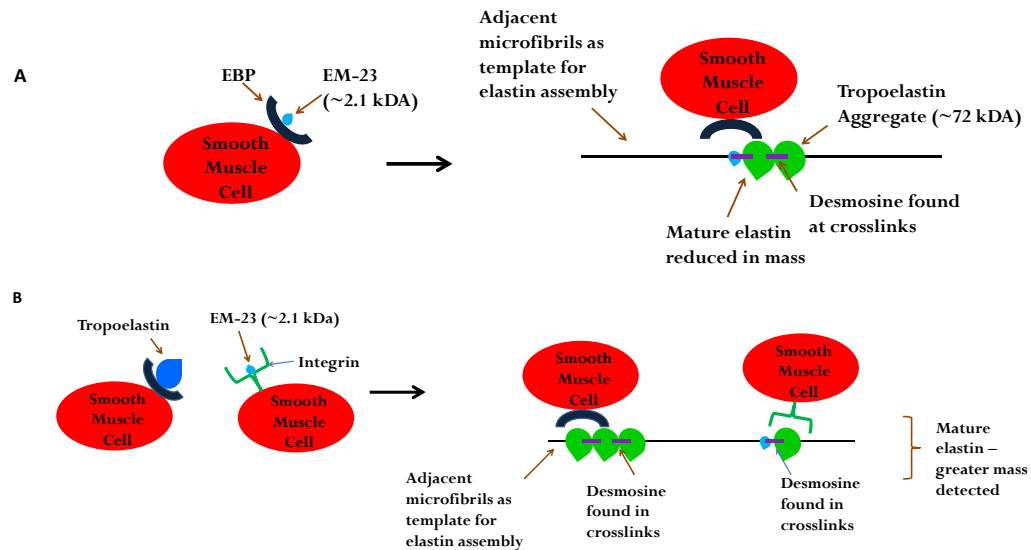 A
EBP
EM-23
(~2.1 kDA)
Smooth
Muscle
Cell
Adjacent
microfibrils as
template for
elastin assembly
Smooth
Muscle
Cell
Tropoelastin
Aggregate (~72 kDA)
Desmosine found
at crosslinks
Mature elastin
reduced in mass
B
Tropoelastin
Smooth
Muscle
Cell
EM-23 (~2.1 kDa)
Integrin
Smooth
Muscle
Cell
Smooth
Muscle
Cell
Adjacent
microfibrils as
template for
elastin assembly
Desmosine
found in
crosslinks
Smooth
Muscle
Cell
Desmosine
found in
crosslinks
Mature
elastin –
greater mass
detected